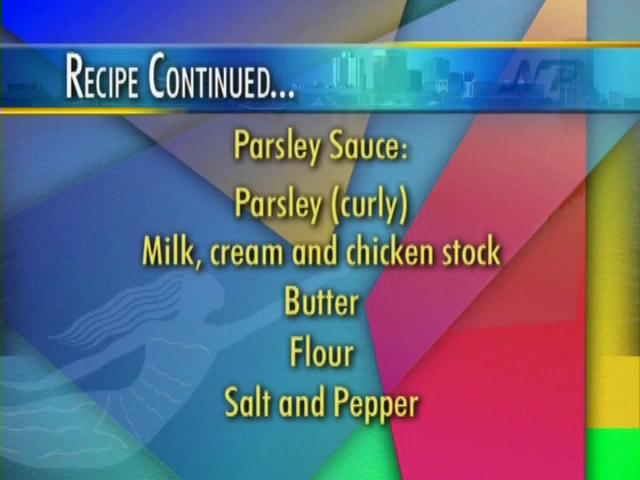 RECIPE CONTINUED...
Parsley Sauce:
Parsley (curly)
Milk, cream and chicken stock
Butter
Flour
Salt and Pepper